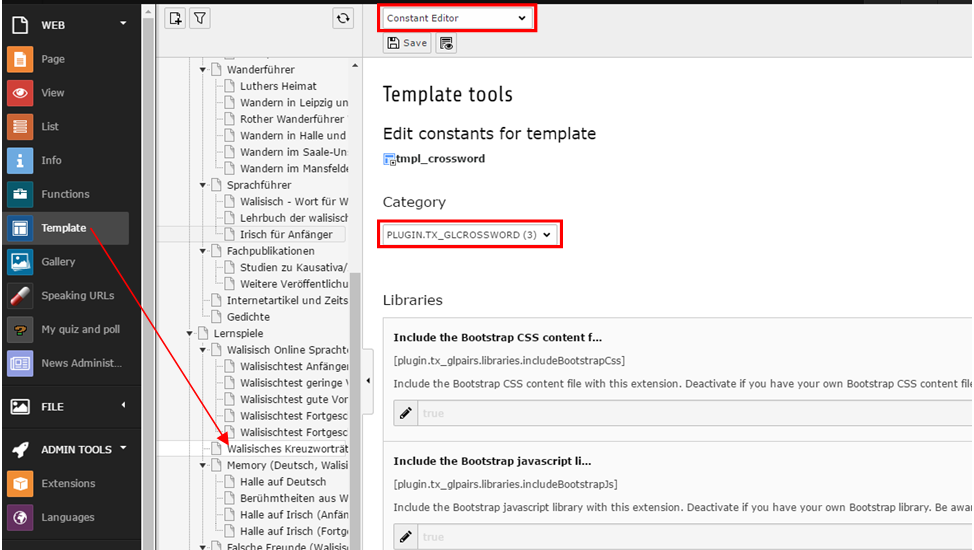 WEB
Page
View
List
Info
Functions
Template
Gallery
Speaking URLs
My quiz and poll
News Administ...
FILE
ADMIN TOOLS
Extensions
Languages
Wanderführer
Luthers Heimat
Wandern in Leipzig un
Rother Wanderführer
Wandern in Halle und
Wandern im Saale-Uns
Wandern im Mansfelde
Sprachführer
Walisisch - Wort für W
Lehrbuch der walisisch
Irisch für Anfänger
Fachpublikationen
Studien zu Kausativa/
Weitere Veröffentlichu
Internetartikel und Zeits
Gedichte
Lernspiele
Walisisch Online Sprachte
Walisischtest Anfänger
Walisischtest geringe V
Walisischtest gute Vor
Walisischtest Fortgesc
Walisischtest Fortgesc
Walisisches Kreuzworträt
Memory (Deutsch, Walisi
Halle auf Deutsch
Berühmtheiten aus W
Halle auf Irisch (Anfän
Halle auf Irisch (Fortge
Falsche Freunde (Walisi
Constant Editor
Save
Template tools
Edit constants for template
tmpl_crossword
Category
PLUGIN.TX_GLCROSSWORD (3)
Libraries
Include the Bootstrap CSS content f...
[plugin.tx_glpairs.libraries.includeBootstrapCss]
Include the Bootstrap CSS content file with this extension. Deactivate if you have your own Bootstrap CSS content file
true
Include the Bootstrap javascript li...
[plugin.tx_glpairs.libraries.includeBootstrapJs]
Include the Bootstrap javascript library with this extension. Deactivate if you have your own Bootstrap library. Be awa
true